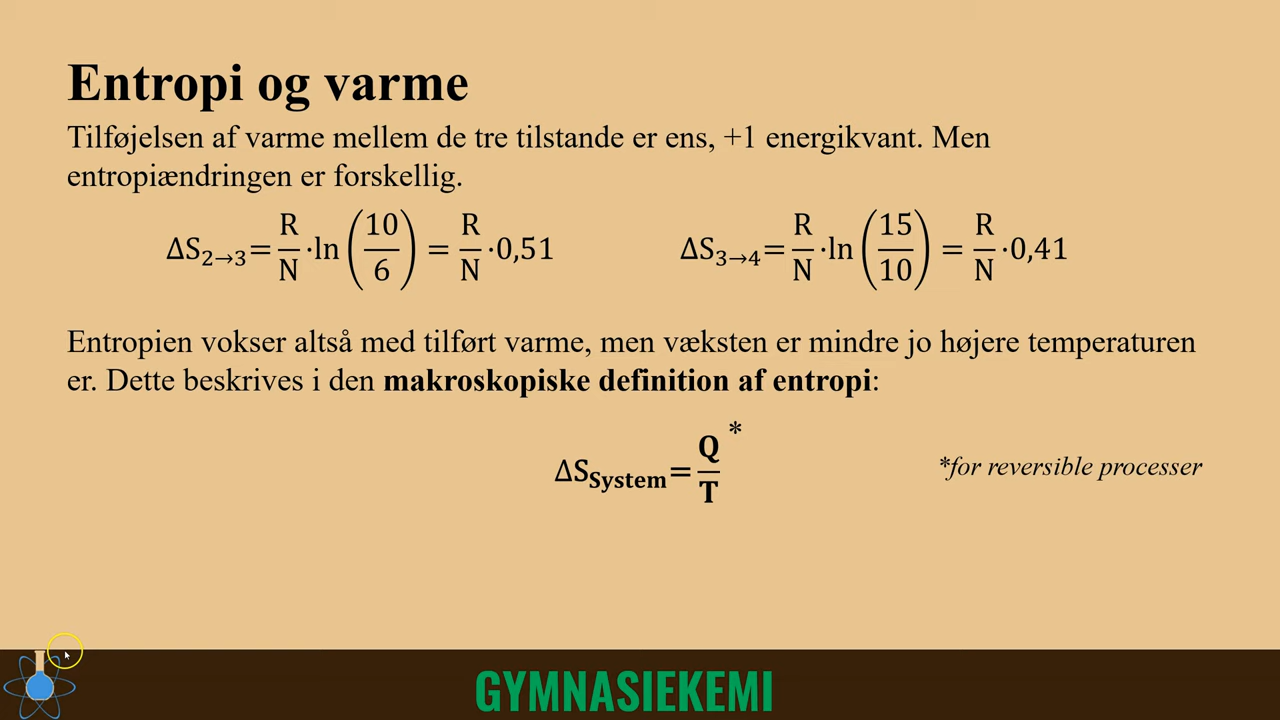 Entropi og varme
Tilføjelsen af varme mellem de tre tilstande er ens, +1 energikvant. Men
entropiændringen er forskellig.
ΔS₂→₃ = R/N · ln(10/6) = R/N · 0,51
ΔS₃→₄ = R/N · ln(15/10) = R/N · 0,41
Entropien vokser altså med tilført varme, men væksten er mindre jo højere temperaturen
er. Dette beskrives i den makroskopiske definition af entropi:
ΔS_System = Q/T *
*for reversible processer
GYMNASIEKEMI